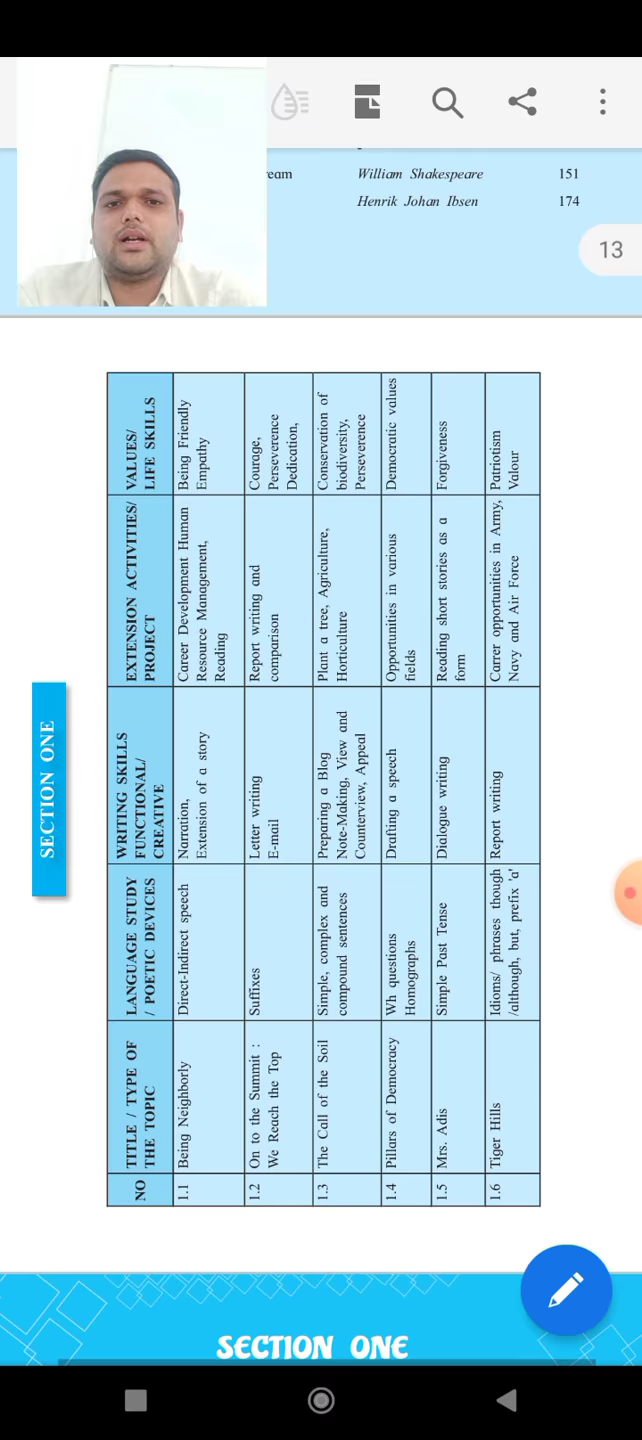 eam William Shakespeare 151
Henrik Johan Ibsen 174
13
SECTION ONE
NO
TITLE / TYPE OF
THE TOPIC
LANGUAGE STUDY
/ POETIC DEVICES
WRITING SKILLS
FUNCTIONAL/
CREATIVE
EXTENSION ACTIVITIES/
PROJECT
VALUES/
LIFE SKILLS
1.1
Being Neighborly
Direct-Indirect speech
Narration,
Extension of a story
Career Development Human
Resource Management,
Reading
Being Friendly
Empathy
1.2
On to the Summit :
We Reach the Top
Suffixes
Letter writing
E-mail
Report writing and
comparison
Courage,
Perseverence
Dedication,
1.3
The Call of the Soil
Simple, complex and
compound sentences
Preparing a Blog
Note-Making, View and
Counterview, Appeal
Plant a tree, Agriculture,
Horticulture
Conservation of
biodiversity,
Perseverence
1.4
Pillars of Democracy
Wh questions
Homographs
Drafting a speech
Opportunities in various
fields
Democratic values
1.5
Mrs. Adis
Simple Past Tense
Dialogue writing
Reading short stories as a
form
Forgiveness
1.6
Tiger Hills
Idioms/ phrases though
/although, but, prefix 'a'
Report writing
Carrer opportunities in Army,
Navy and Air Force
Patriotism
Valour
SECTION ONE